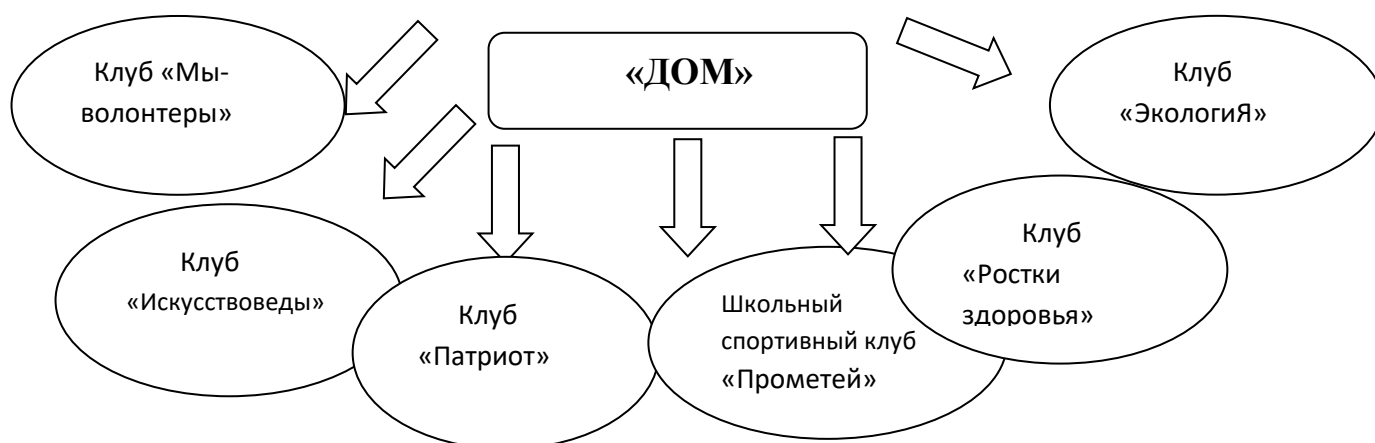 «ДОМ»
Клуб «Мы-
волонтеры»
Клуб
«ЭкологиЯ»
Клуб
«Искусствоведы»
Клуб
«Патриот»
Школьный
спортивный клуб
«Прометей»
Клуб
«Ростки
здоровья»